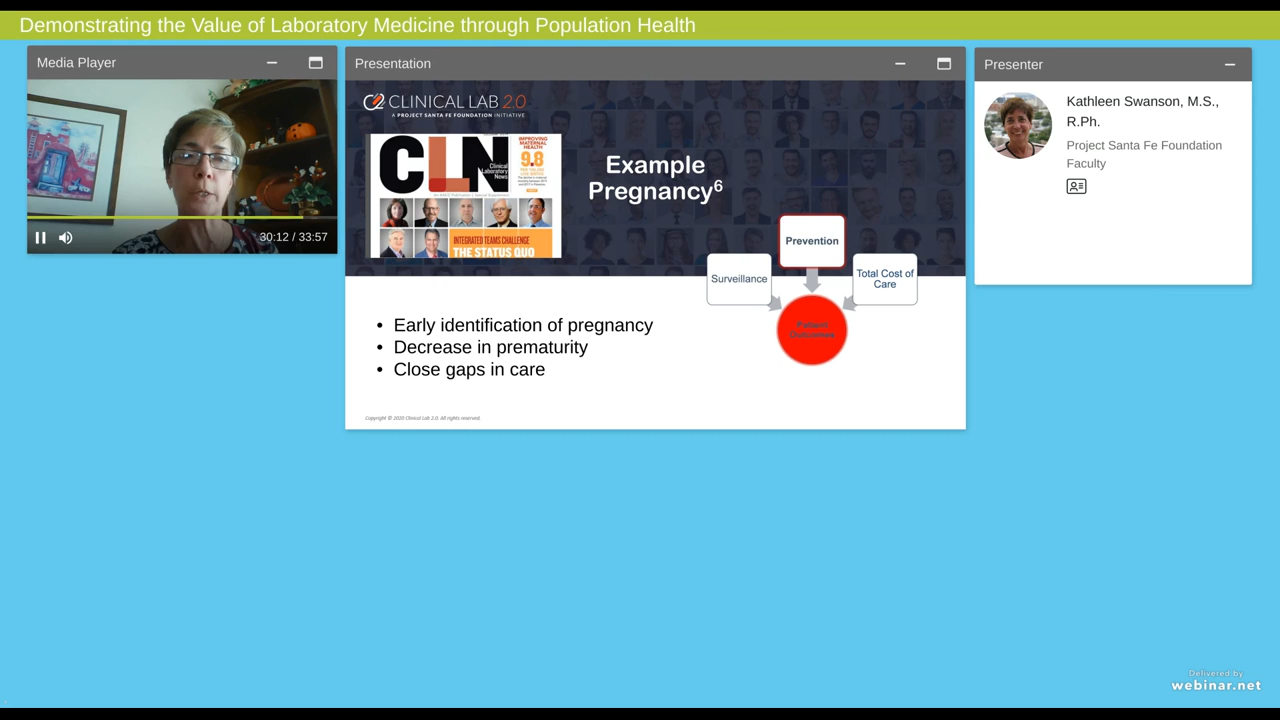 Demonstrating the Value of Laboratory Medicine through Population Health
Media Player
30:12 / 33:57
Presentation
CLINICAL LAB 2.0
A PROJECT SANTA FE FOUNDATION INITIATIVE
CLN
Clinical
Laboratory
News
IMPROVING
MATERNAL
HEALTH
9.8
INTEGRATED TEAMS CHALLENGE
THE STATUS QUO
Example
Pregnancy6
Prevention
Surveillance
Total Cost of
Care
Patient
Outcomes
• Early identification of pregnancy
• Decrease in prematurity
• Close gaps in care
Copyright © 2020 Clinical Lab 2.0. All rights reserved.
Presenter
Kathleen Swanson, M.S.,
R.Ph.
Project Santa Fe Foundation
Faculty
Delivered by
webinar.net